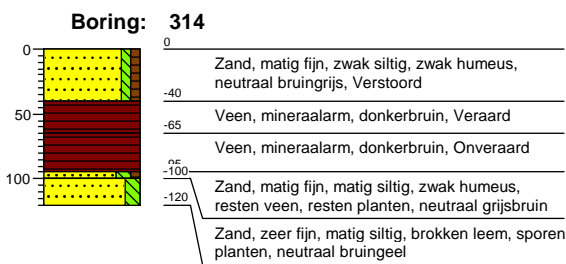 Boring: 314
0
0
Zand, matig fijn, zwak siltig, zwak humeus,
neutraal bruingrijs, Verstoord
-40
50
Veen, mineraalarm, donkerbruin, Veraard
-65
Veen, mineraalarm, donkerbruin, Onveraard
-95
100
-100
Zand, matig fijn, matig siltig, zwak humeus,
resten veen, resten planten, neutraal grijsbruin
-120
Zand, zeer fijn, matig siltig, brokken leem, sporen
planten, neutraal bruingeel